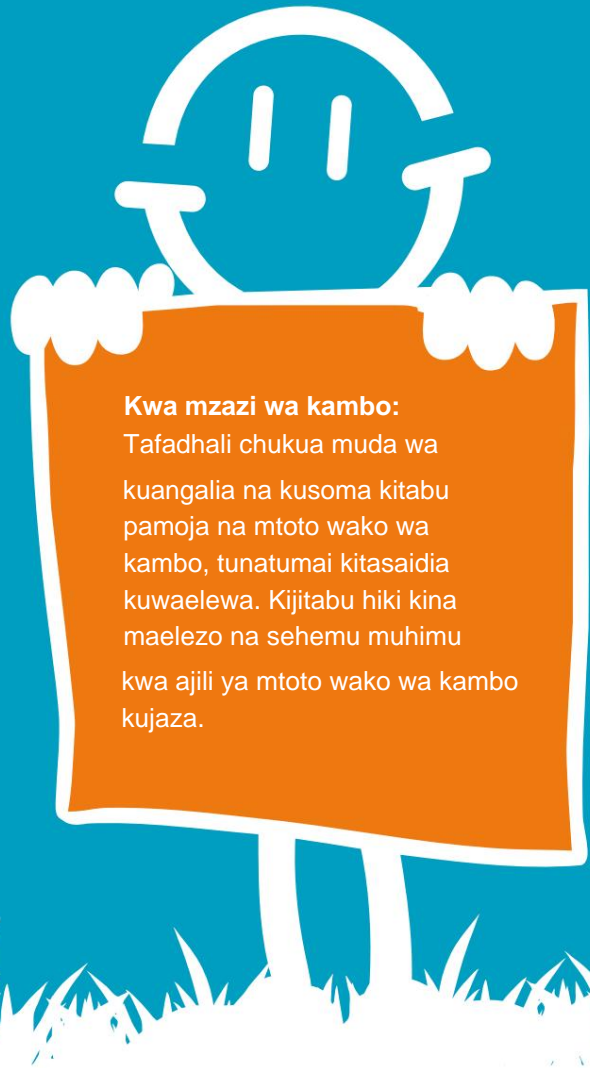 Kwa mzazi wa kambo:
Tafadhali chukua muda wa
kuangalia na kusoma kitabu
pamoja na mtoto wako wa
kambo, tunatumai kitasaidia
kuwaelewa. Kijitabu hiki kina
maelezo na sehemu muhimu
kwa ajili ya mtoto wako wa kambo
kujaza.